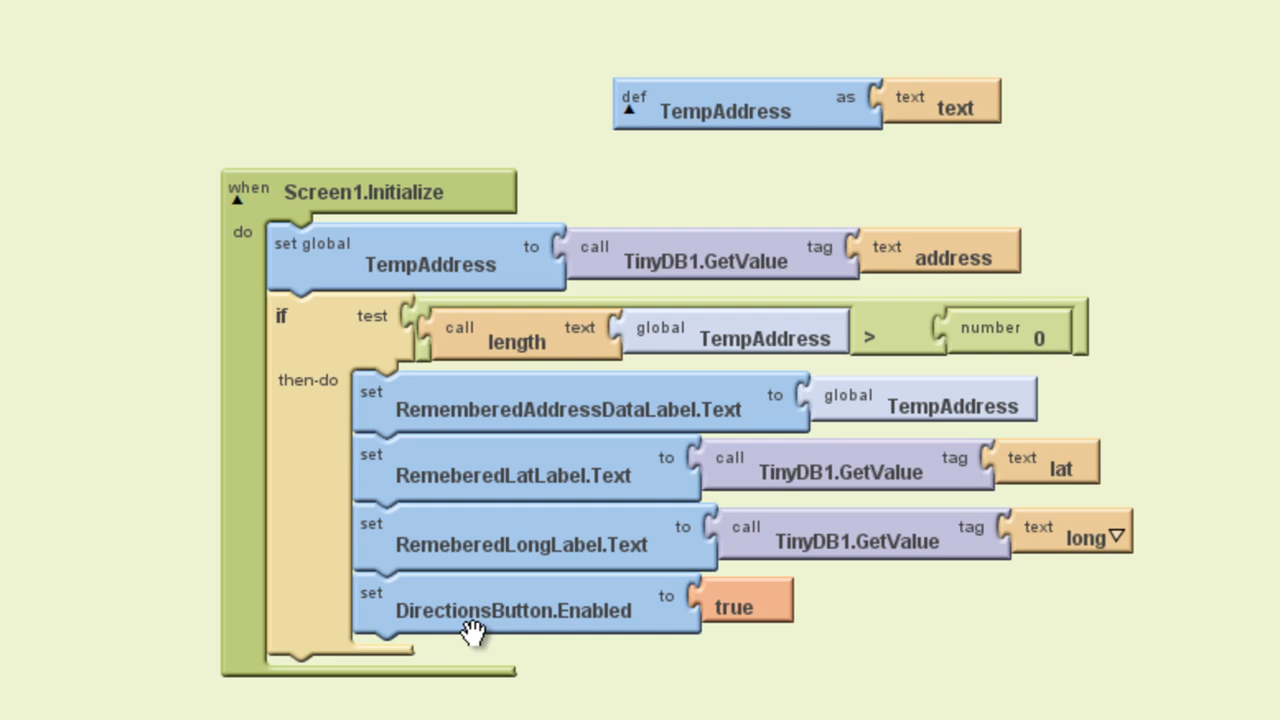 def TempAddress as text text
when Screen1.Initialize
do
set global TempAddress to call TinyDB1.GetValue tag text address
if test call length text global TempAddress > number 0
then-do
set RememberedAddressDataLabel.Text to global TempAddress
set RemeberedLatLabel.Text to call TinyDB1.GetValue tag text lat
set RemeberedLongLabel.Text to call TinyDB1.GetValue tag text long
set DirectionsButton.Enabled to true